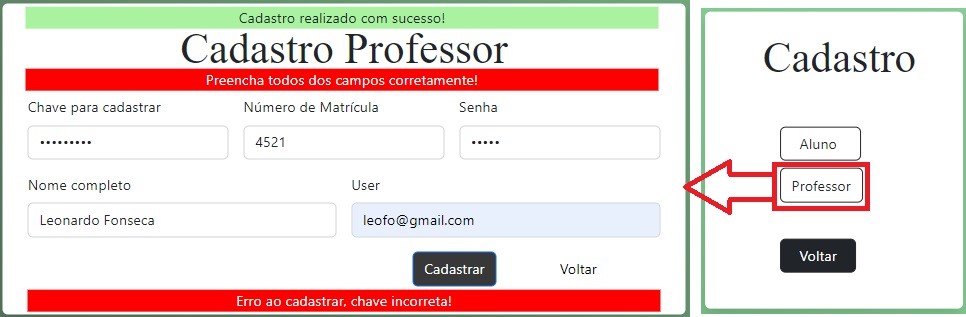 Cadastro realizado com sucesso!
Cadastro Professor
Preencha todos dos campos corretamente!
Chave para cadastrar Número de Matrícula Senha
••••••••• 4521 •••••
Nome completo User
Leonardo Fonseca leofo@gmail.com
Cadastrar Voltar
Erro ao cadastrar, chave incorreta!
Cadastro
Aluno
Professor
Voltar